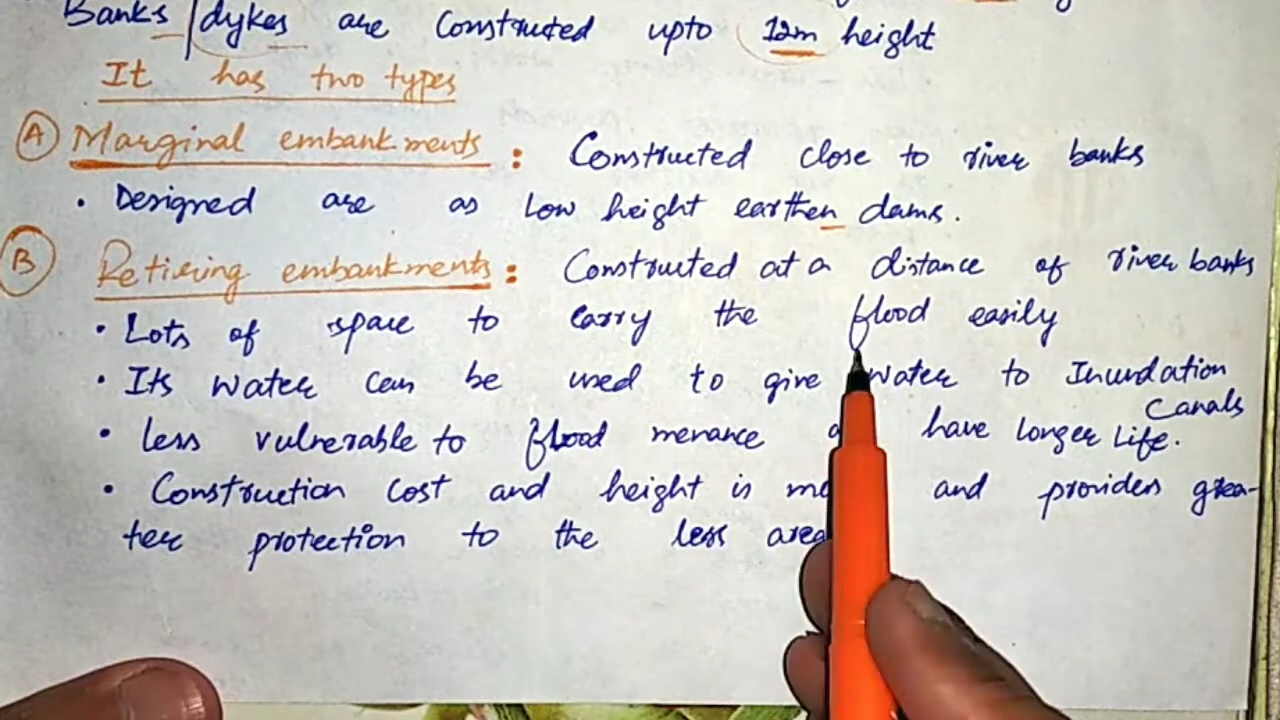 Banks/dykes are Constructed upto 12m height
It has two types
A Marginal embankments : Constructed close to river banks
• Designed are as low height earthen dams.
B Retiering embankments : Constructed at a distance of river banks
• Lots of space to carry the flood easily
• Its water can be used to give water to Inundation
Canals
• less vulnerable to flood menance have longer life.
• Construction cost and height is and provides grea-
ter protection to the less area